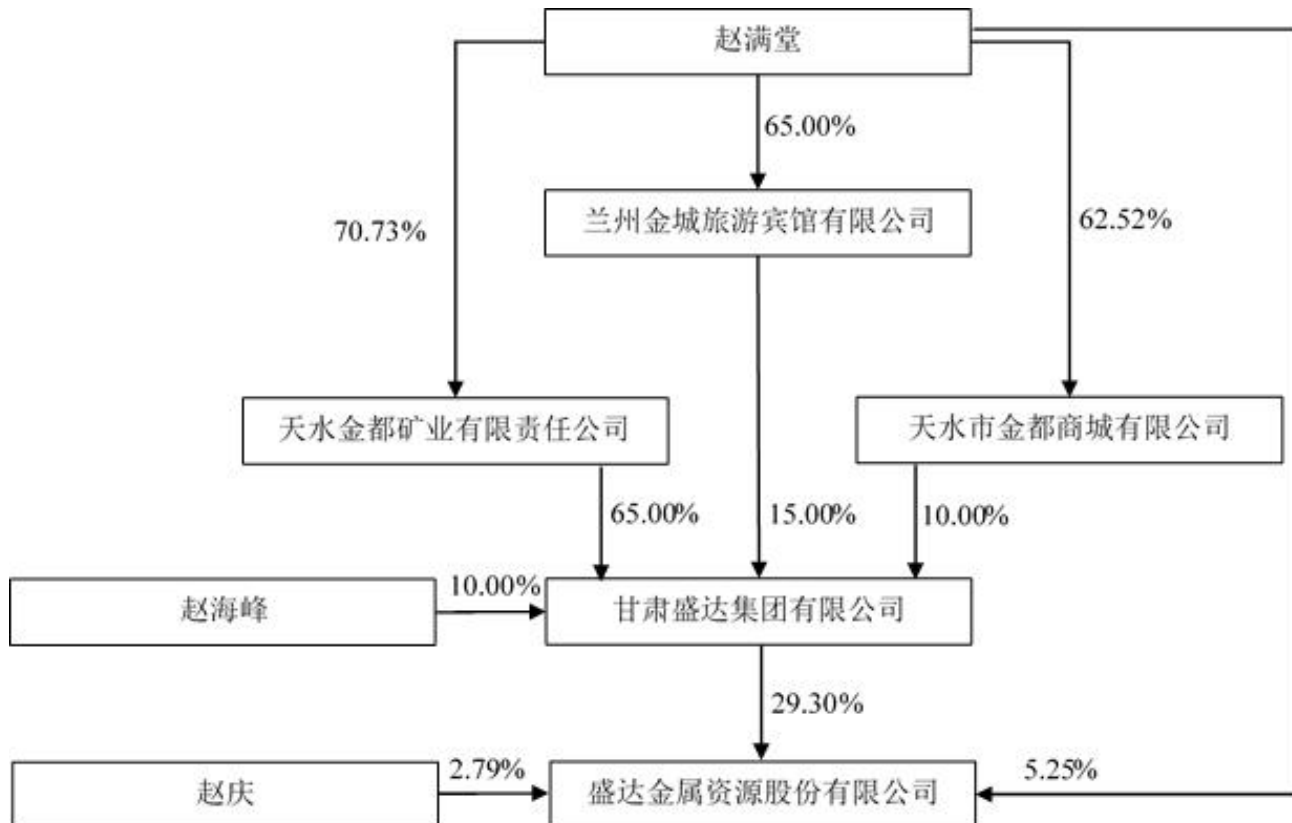 赵满堂
65.00%
兰州金城旅游宾馆有限公司
70.73%
62.52%
天水金都矿业有限责任公司
天水市金都商城有限公司
65.00%
15.00%
10.00%
赵海峰
10.00%
甘肃盛达集团有限公司
29.30%
赵庆
2.79%
盛达金属资源股份有限公司
5.25%